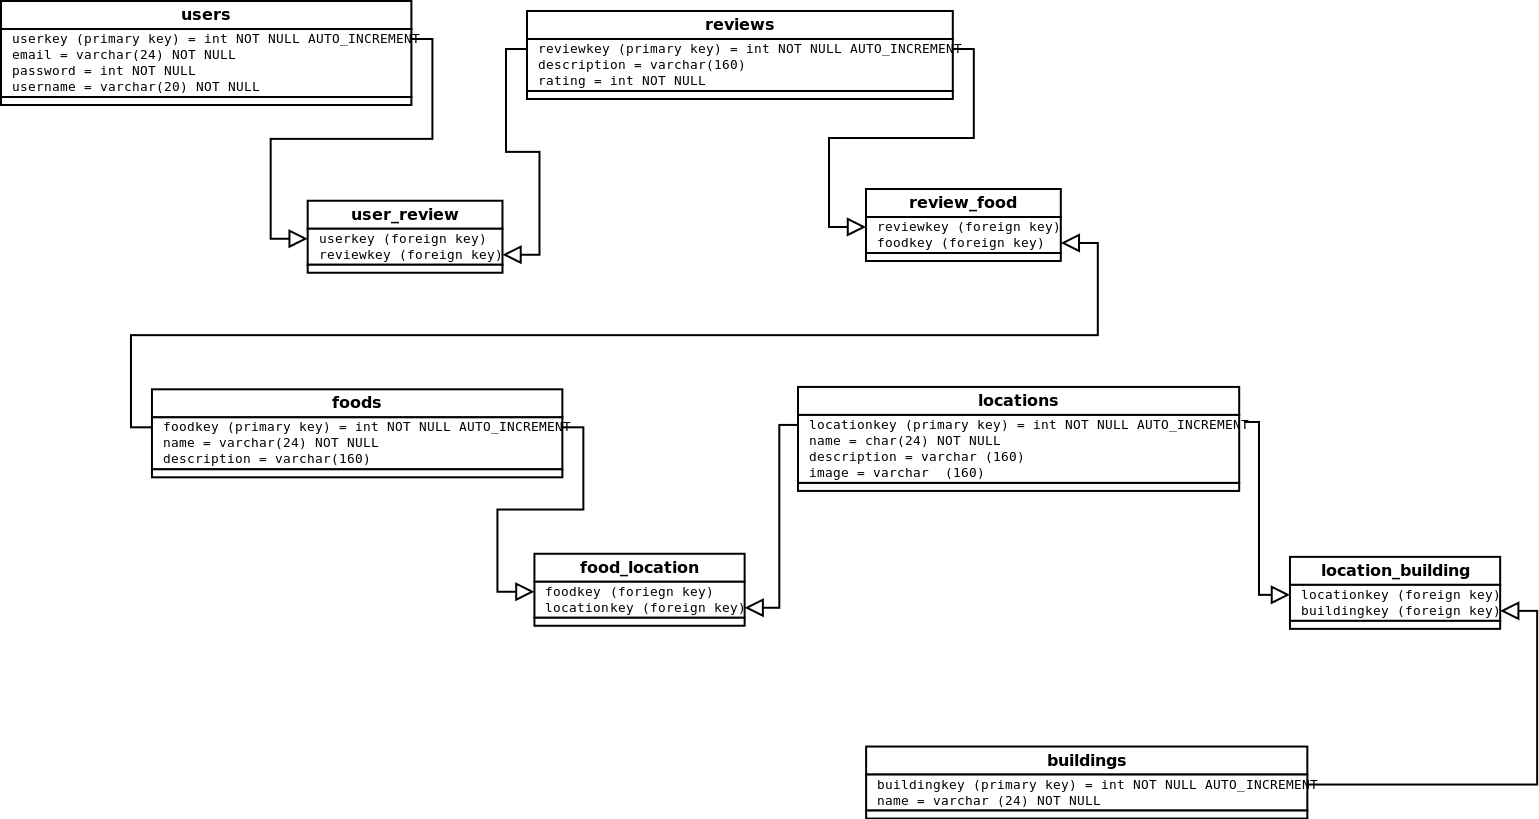 users
userkey (primary key) = int NOT NULL AUTO_INCREMENT
email = varchar(24) NOT NULL
password = int NOT NULL
username = varchar(20) NOT NULL
reviews
reviewkey (primary key) = int NOT NULL AUTO_INCREMENT
description = varchar(160)
rating = int NOT NULL
user_review
userkey (foreign key)
reviewkey (foreign key)
review_food
reviewkey (foreign key)
foodkey (foreign key)
foods
foodkey (primary key) = int NOT NULL AUTO_INCREMENT
name = varchar(24) NOT NULL
description = varchar(160)
locations
locationkey (primary key) = int NOT NULL AUTO_INCREMENT
name = char(24) NOT NULL
description = varchar (160)
image = varchar  (160)
food_location
foodkey (foriegn key)
locationkey (foreign key)
location_building
locationkey (foreign key)
buildingkey (foreign key)
buildings
buildingkey (primary key) = int NOT NULL AUTO_INCREMENT
name = varchar (24) NOT NULL